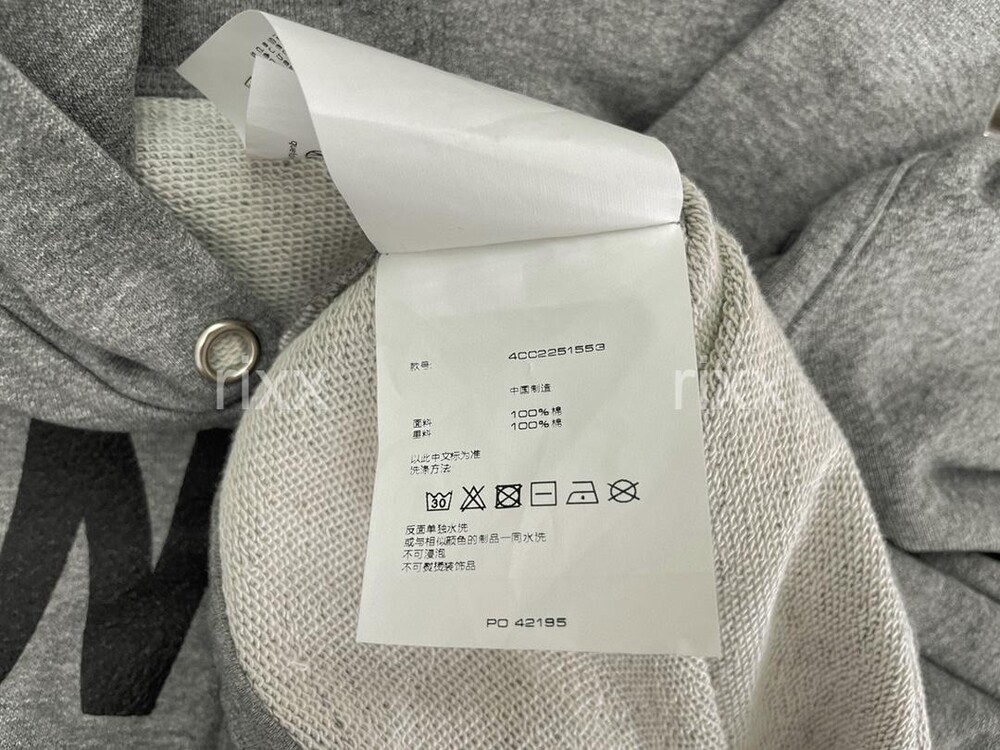 款号: 4CC2251553
中国制造
面料 100% 棉
里料 100% 棉
以此中文标为准
洗涤方法
30
反面单独水洗
或与相似颜色的制品一同水洗
不可浸泡
不可熨烫装饰品
PO 42195
rixx